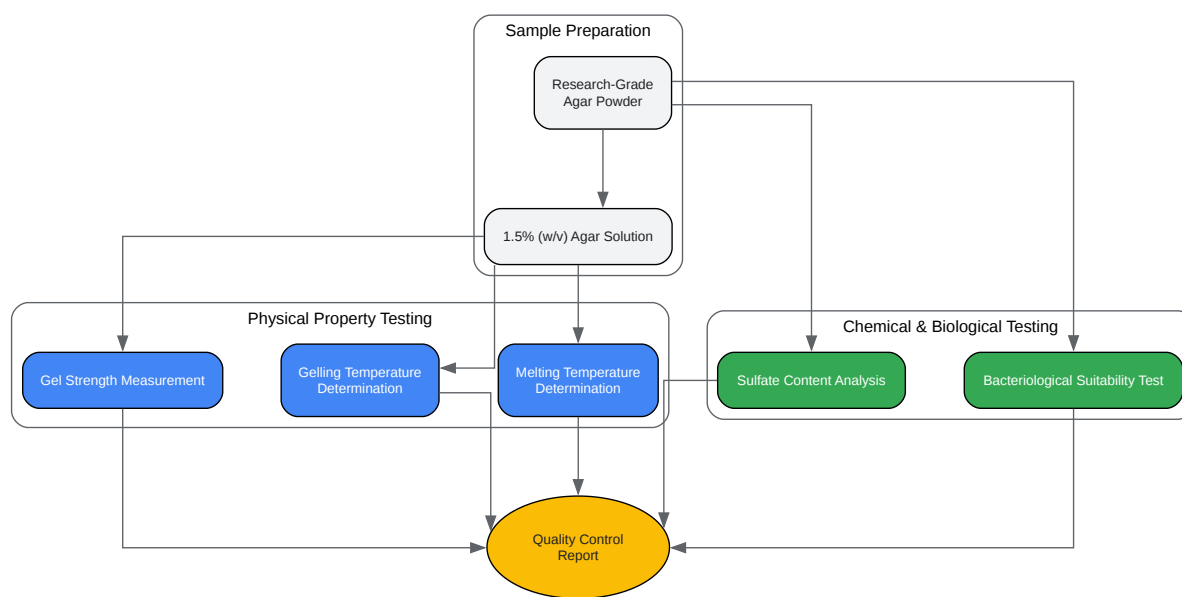 Sample Preparation
Research-Grade
Agar Powder
1.5% (w/v) Agar Solution
Physical Property Testing
Gel Strength Measurement
Gelling Temperature
Determination
Melting Temperature
Determination
Chemical & Biological Testing
Sulfate Content Analysis
Bacteriological Suitability Test
Quality Control
Report